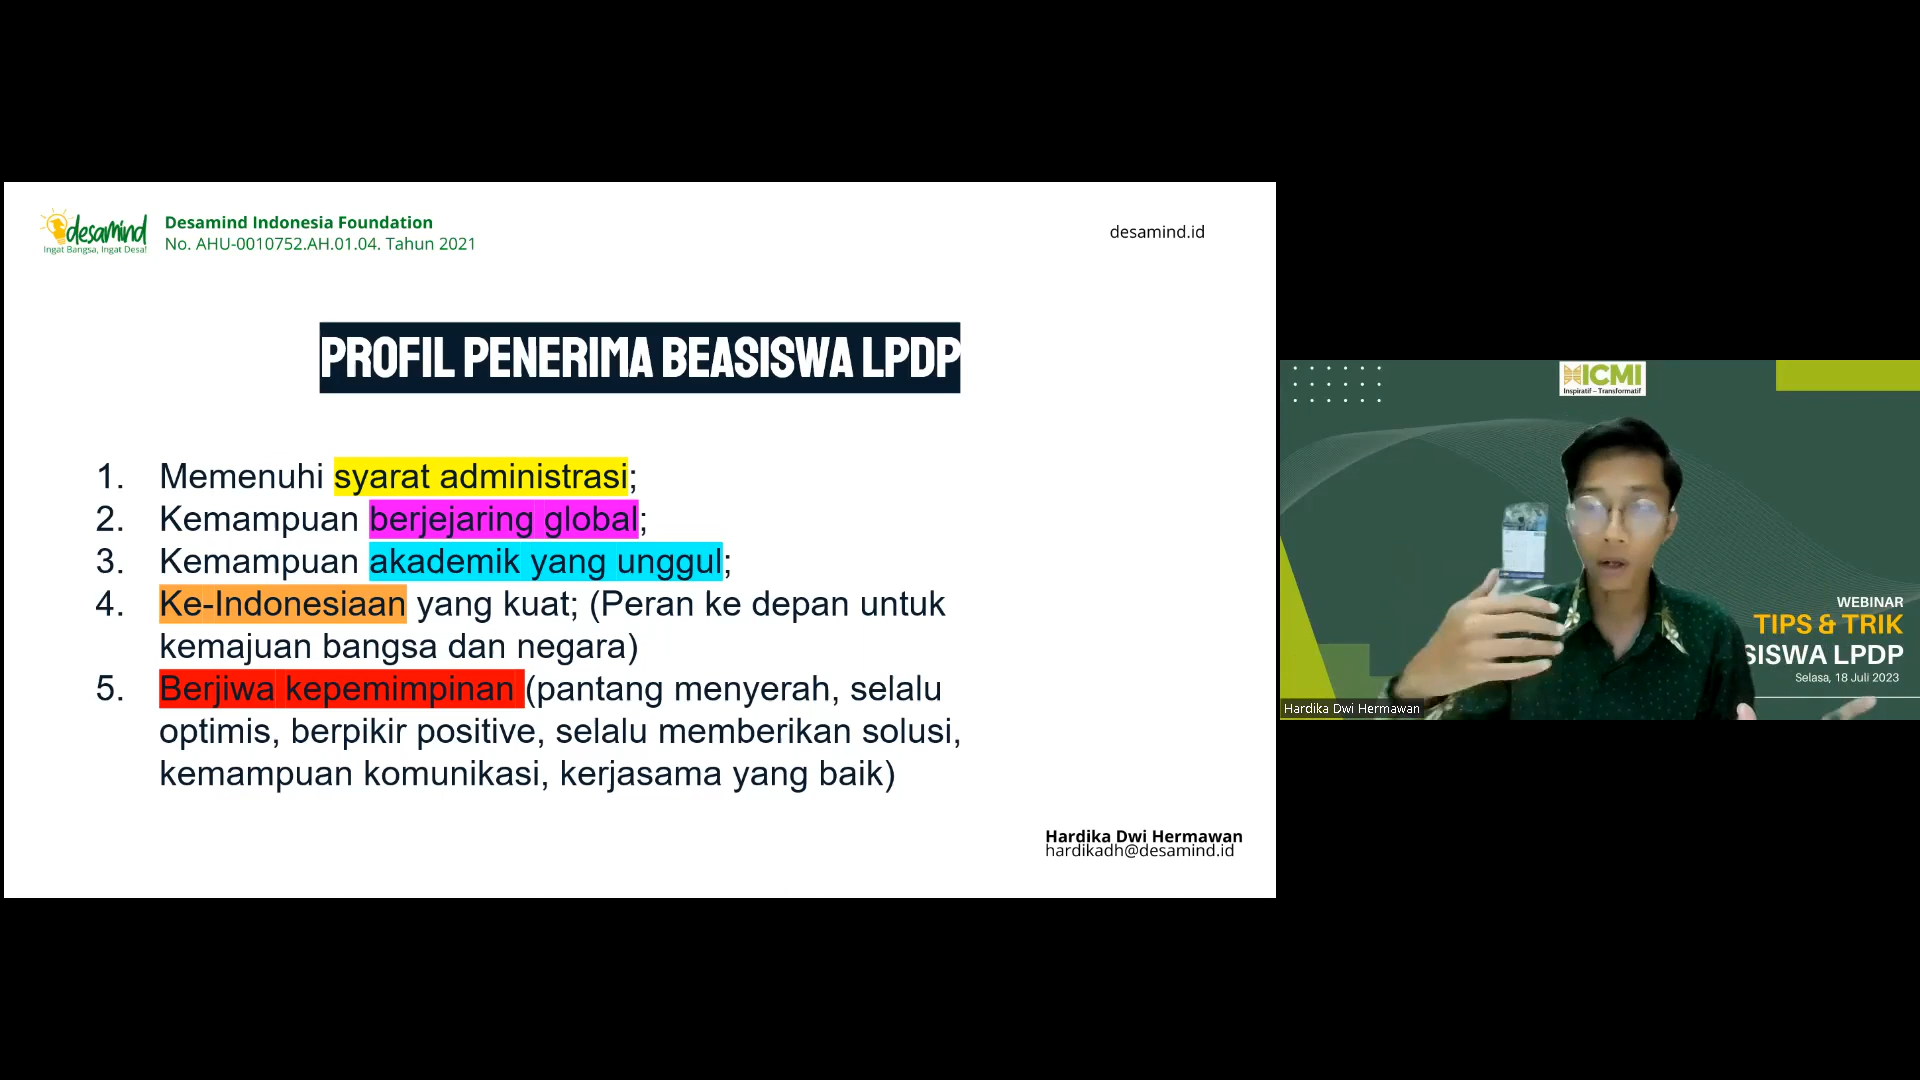 desamind
Ingat Bangsa, Ingat Desa!
Desamind Indonesia Foundation
No. AHU-0010752.AH.01.04. Tahun 2021
desamind.id
PROFIL PENERIMA BEASISWA LPDP
1. Memenuhi syarat administrasi;
2. Kemampuan berjejaring global;
3. Kemampuan akademik yang unggul;
4. Ke-Indonesiaan yang kuat; (Peran ke depan untuk
kemajuan bangsa dan negara)
5. Berjiwa kepemimpinan (pantang menyerah, selalu
optimis, berpikir positive, selalu memberikan solusi,
kemampuan komunikasi, kerjasama yang baik)
Hardika Dwi Hermawan
hardikadh@desamind.id
ICMI
Inspiratif – Transformatif
WEBINAR
TIPS & TRIK
SISWA LPDP
Selasa, 18 Juli 2023
Hardika Dwi Hermawan